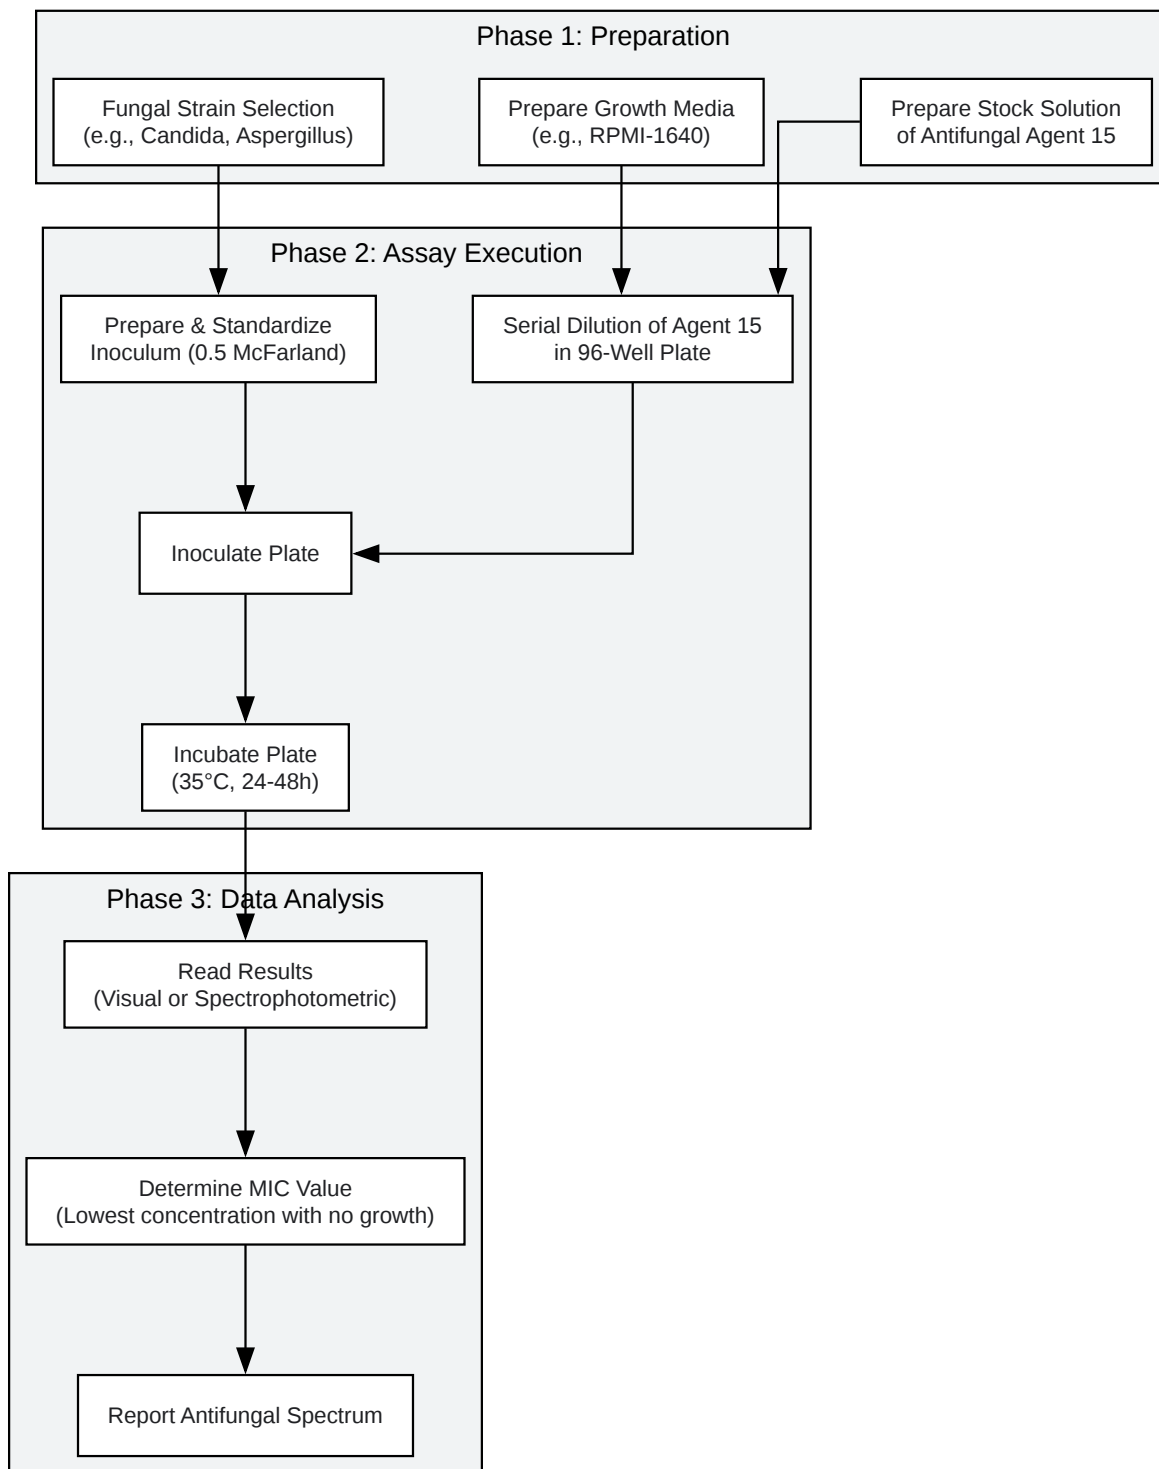 Phase 1: Preparation
Fungal Strain Selection
(e.g., Candida, Aspergillus)
Prepare Growth Media
(e.g., RPMI-1640)
Prepare Stock Solution
of Antifungal Agent 15
Phase 2: Assay Execution
Prepare & Standardize
Inoculum (0.5 McFarland)
Serial Dilution of Agent 15
in 96-Well Plate
Inoculate Plate
Incubate Plate
(35°C, 24-48h)
Phase 3: Data Analysis
Read Results
(Visual or Spectrophotometric)
Determine MIC Value
(Lowest concentration with no growth)
Report Antifungal Spectrum